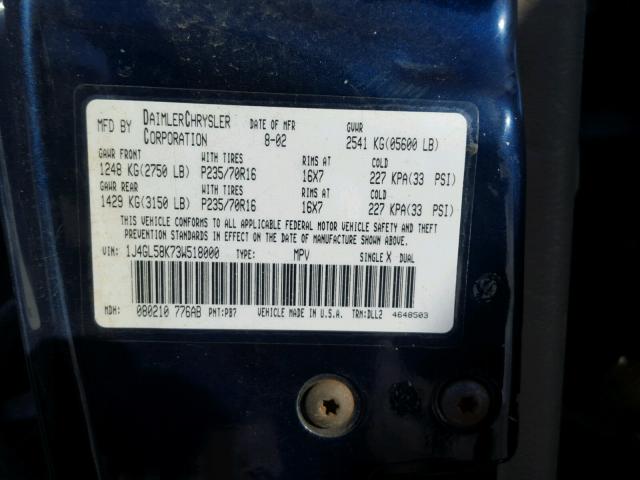 MFD BY DAIMLERCHRYSLER CORPORATION DATE OF MFR 8-02 GVWR 2541 KG(05600 LB)
GAWR FRONT WITH TIRES RIMS AT COLD
1248 KG(2750 LB) P235/70R16 16X7 227 KPA(33 PSI)
GAWR REAR WITH TIRES RIMS AT COLD
1429 KG(3150 LB) P235/70R16 16X7 227 KPA(33 PSI)
THIS VEHICLE CONFORMS TO ALL APPLICABLE FEDERAL MOTOR VEHICLE SAFETY AND THEFT
PREVENTION STANDARDS IN EFFECT ON THE DATE OF MANUFACTURE SHOWN ABOVE.
VIN: 1J4GL58K73W518000 TYPE: MPV SINGLE X DUAL
MDH: 080210 776AB PNT:PB7 VEHICLE MADE IN U.S.A. TRM:DLL2 4648503